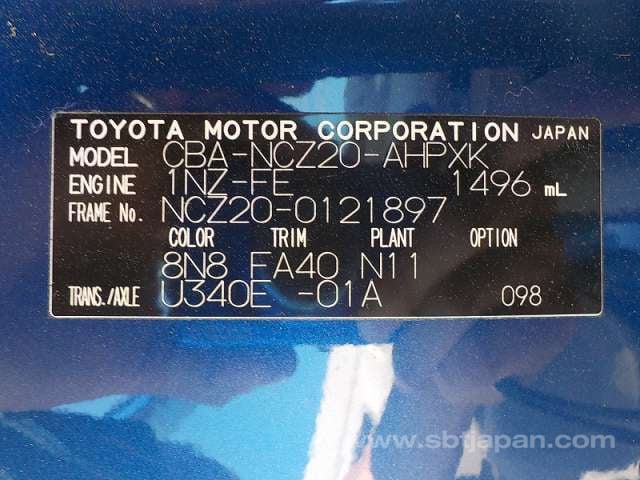 TOYOTA MOTOR CORPORATION JAPAN
MODEL CBA-NCZ20-AHPXK
ENGINE 1NZ-FE 1496 mL
FRAME No. NCZ20-0121897
COLOR TRIM PLANT OPTION
8N8 FA40 N11
TRANS./AXLE U340E -01A 098
www.sbtjapan.com